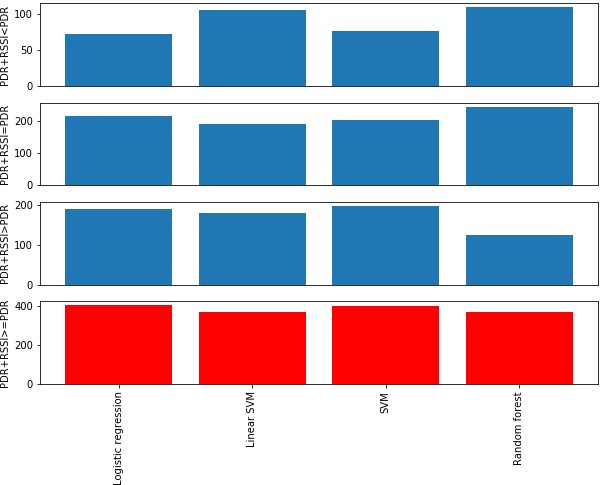 PDR+RSSI<PDR
100
50
0
PDR+RSSI=PDR
200
100
0
PDR+RSSI>PDR
200
100
0
PDR+RSSI>=PDR
400
200
0
Logistic regression
Linear SVM
SVM
Random forest